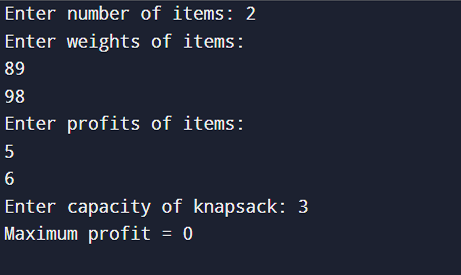 Enter number of items: 2
Enter weights of items:
89
98
Enter profits of items:
5
6
Enter capacity of knapsack: 3
Maximum profit = 0